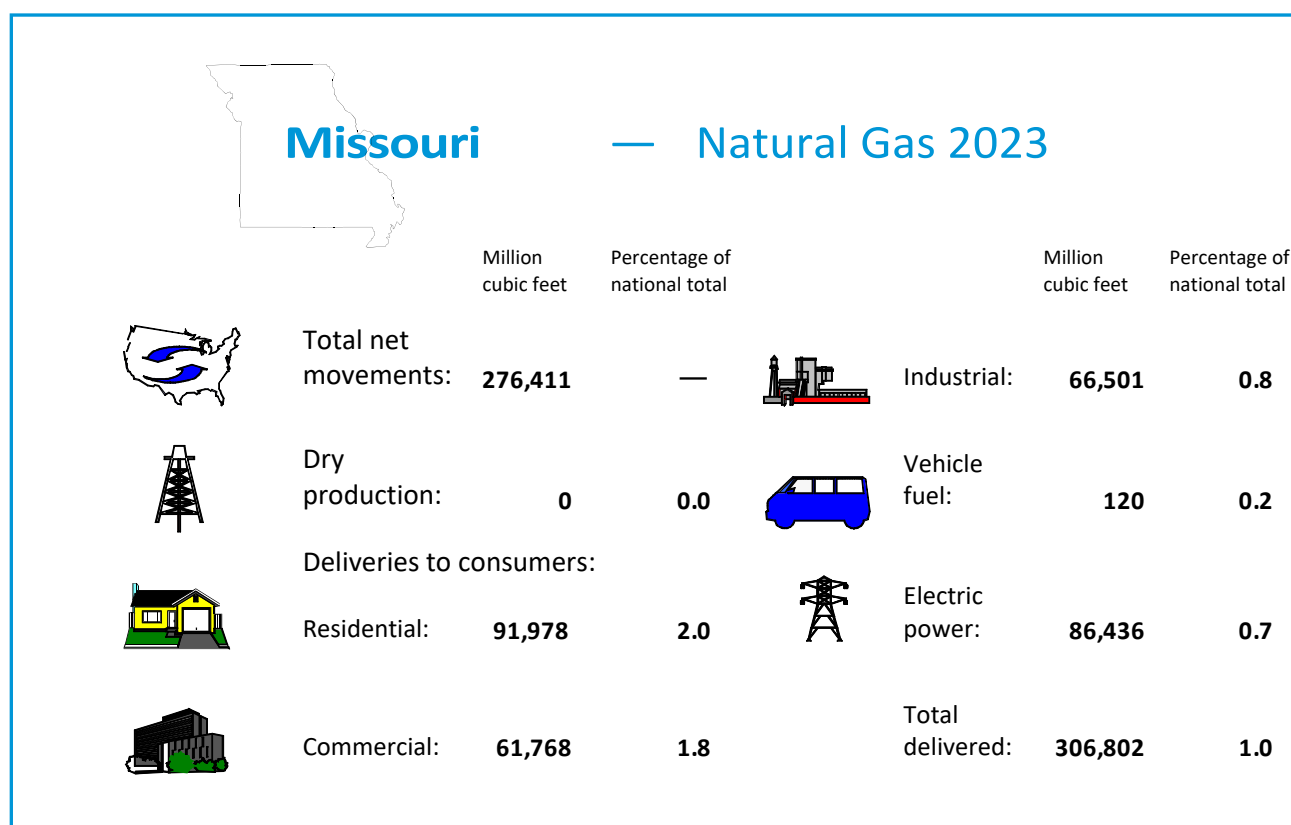 Missouri — Natural Gas 2023
Million Percentage of Million Percentage of
cubic feet national total cubic feet national total
Total net
movements: 276,411 —
Industrial: 66,501 0.8
Dry
production: 0 0.0
Vehicle
fuel: 120 0.2
Deliveries to consumers:
Residential: 91,978 2.0
Electric
power: 86,436 0.7
Commercial: 61,768 1.8
Total
delivered: 306,802 1.0